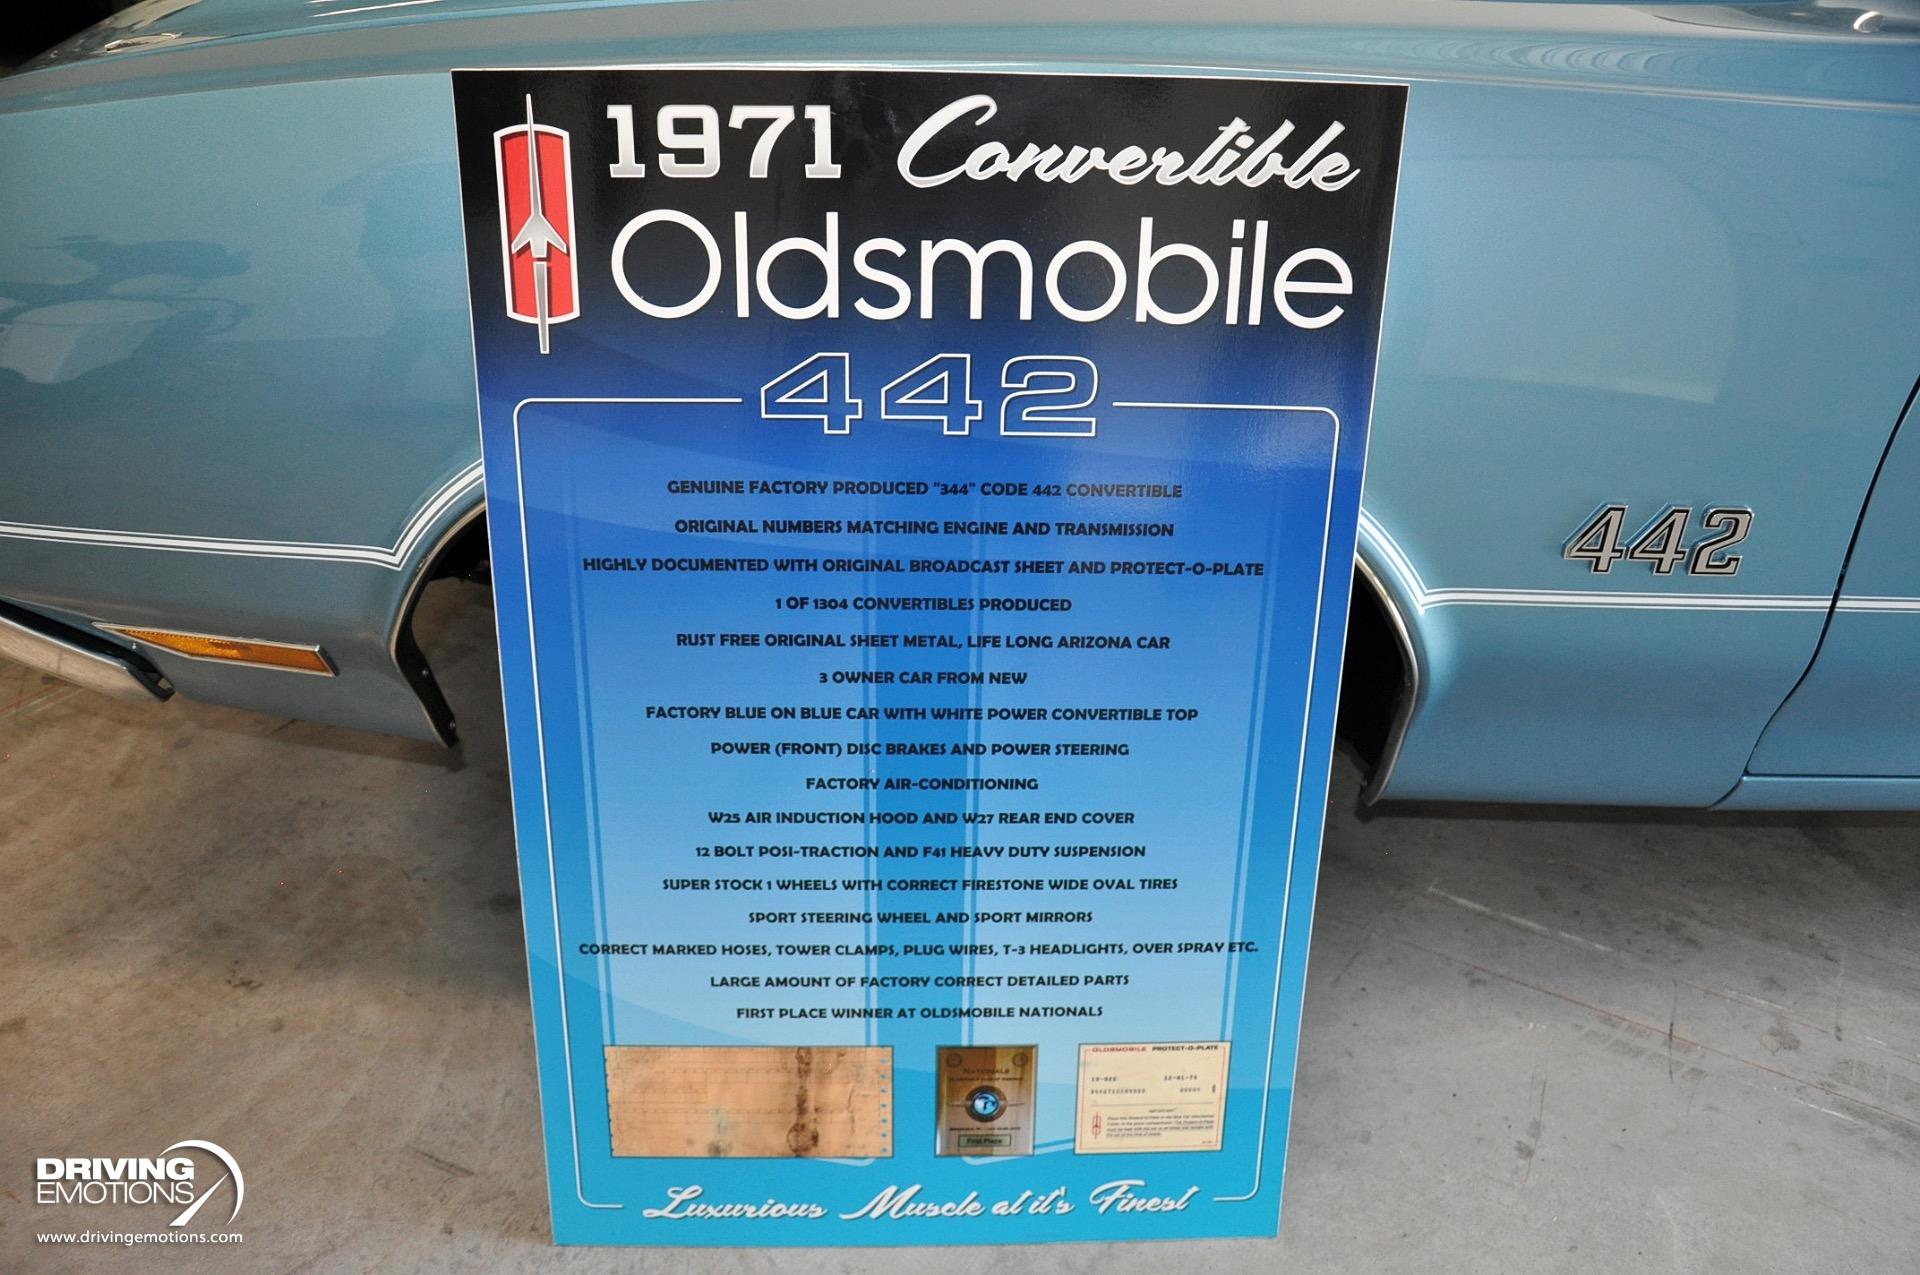 1971 Convertible
Oldsmobile
442
GENUINE FACTORY PRODUCED "344" CODE 442 CONVERTIBLE
ORIGINAL NUMBERS MATCHING ENGINE AND TRANSMISSION
HIGHLY DOCUMENTED WITH ORIGINAL BROADCAST SHEET AND PROTECT-O-PLATE
1 OF 1304 CONVERTIBLES PRODUCED
RUST FREE ORIGINAL SHEET METAL, LIFE LONG ARIZONA CAR
3 OWNER CAR FROM NEW
FACTORY BLUE ON BLUE CAR WITH WHITE POWER CONVERTIBLE TOP
POWER (FRONT) DISC BRAKES AND POWER STEERING
FACTORY AIR-CONDITIONING
W25 AIR INDUCTION HOOD AND W27 REAR END COVER
12 BOLT POSI-TRACTION AND F41 HEAVY DUTY SUSPENSION
SUPER STOCK 1 WHEELS WITH CORRECT FIRESTONE WIDE OVAL TIRES
SPORT STEERING WHEEL AND SPORT MIRRORS
CORRECT MARKED HOSES, TOWER CLAMPS, PLUG WIRES, T-3 HEADLIGHTS, OVER SPRAY ETC.
LARGE AMOUNT OF FACTORY CORRECT DETAILED PARTS
FIRST PLACE WINNER AT OLDSMOBILE NATIONALS
NATIONALS
First Place
OLDSMOBILE PROTECT-O-PLATE
IMPORTANT
Luxurious Muscle at it's Finest
442
DRIVING
EMOTIONS
www.drivingemotions.com